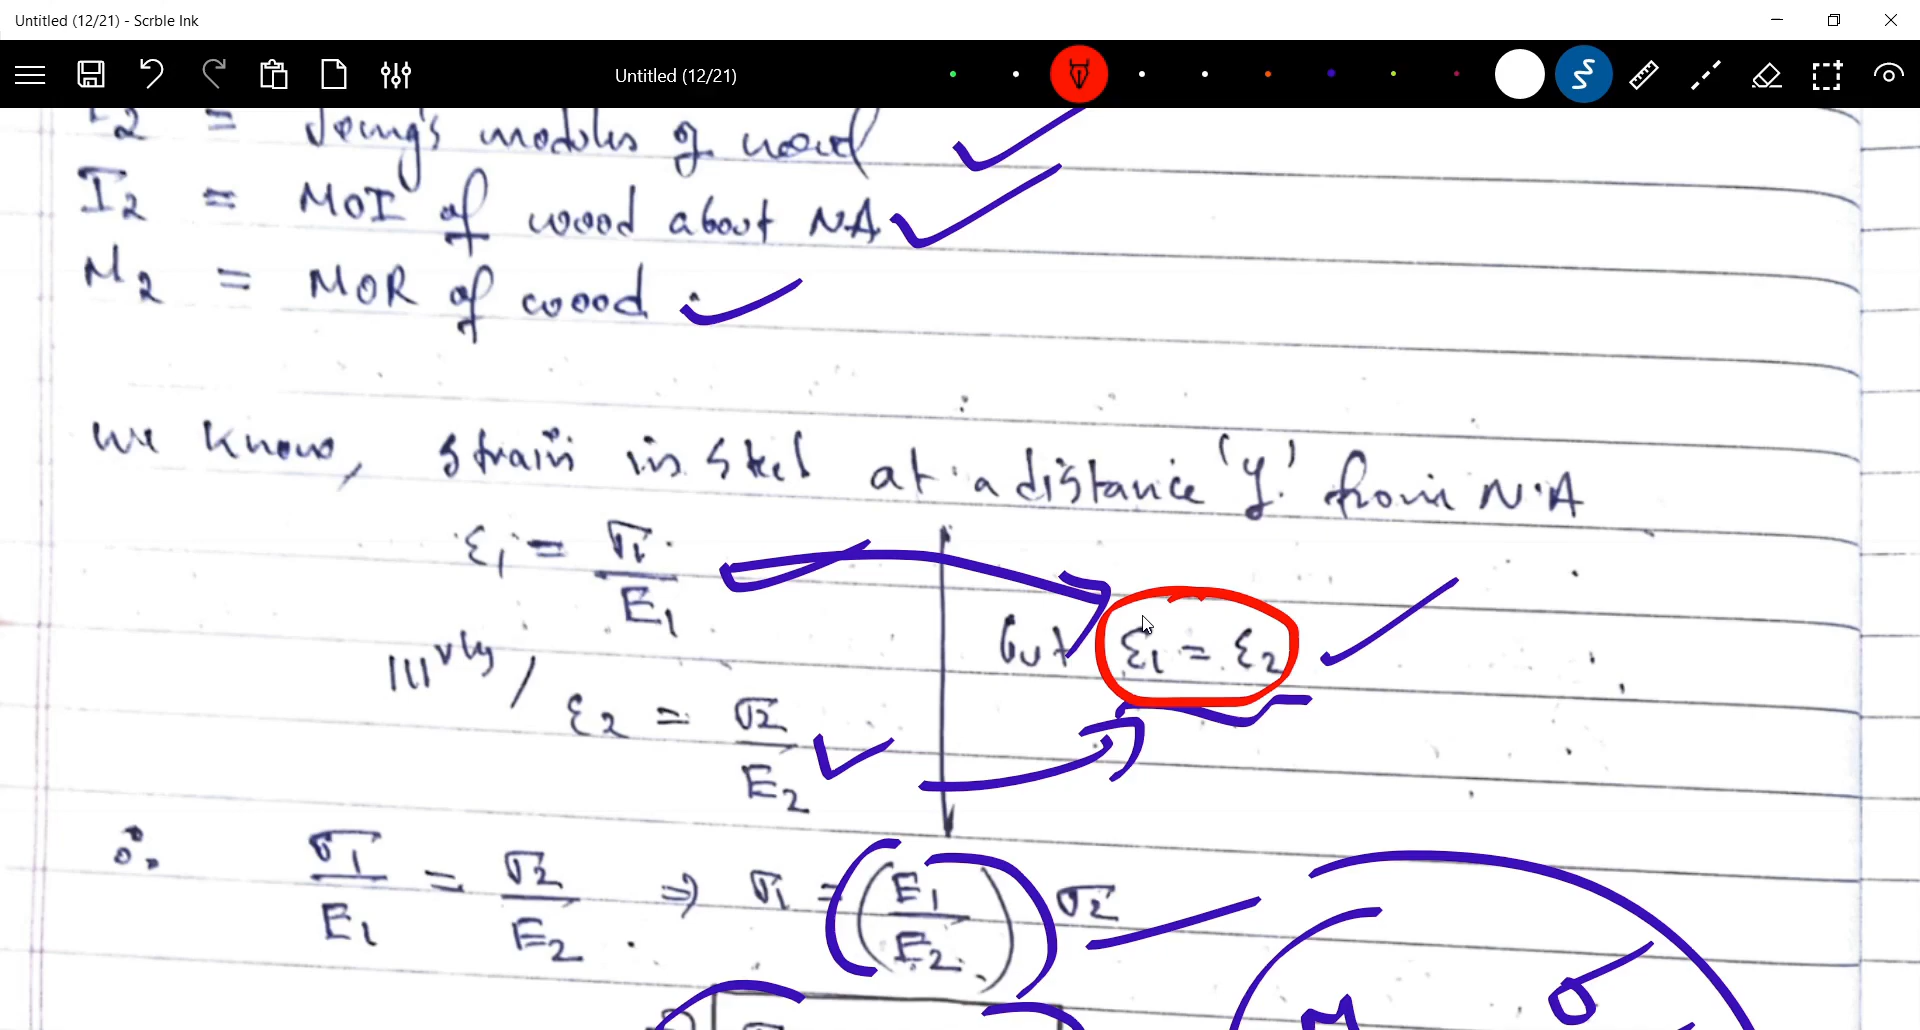 Untitled (12/21) - Scrble Ink
Untitled (12/21)
= Young's modulus of wood
I2 = MOI of wood about NA
M2 = MOR of wood.
we know, strain in steel at a distance 'y' from N.A
ε1 = σ1/E1
lllrly, ε2 = σ2/E2
but ε1 = ε2
∴ σ1/E1 = σ2/E2 ⇒ σ1 = (E1/E2) σ2
M σ